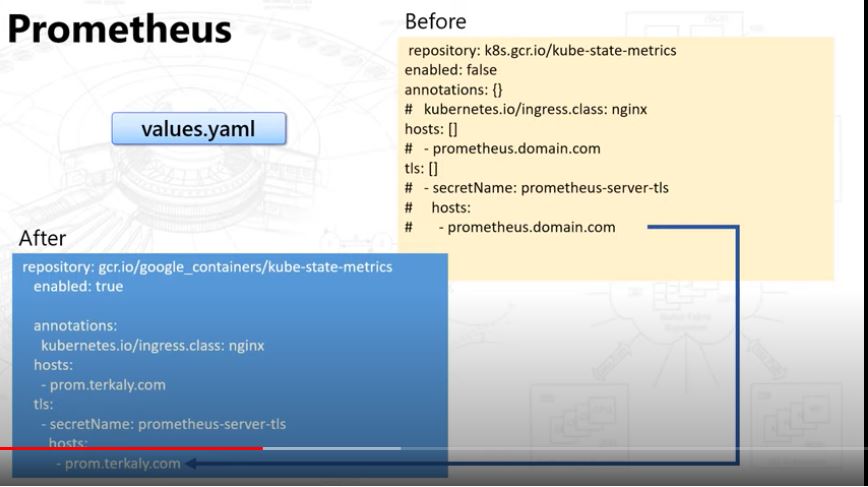 Prometheus
Before
repository: k8s.gcr.io/kube-state-metrics
enabled: false
annotations: {}
#   kubernetes.io/ingress.class: nginx
hosts: []
#   - prometheus.domain.com
tls: []
#   - secretName: prometheus-server-tls
#     hosts:
#       - prometheus.domain.com
values.yaml
After
repository: gcr.io/google_containers/kube-state-metrics
enabled: true
annotations:
kubernetes.io/ingress.class: nginx
hosts:
- prom.terkaly.com
tls:
- secretName: prometheus-server-tls
hosts:
- prom.terkaly.com